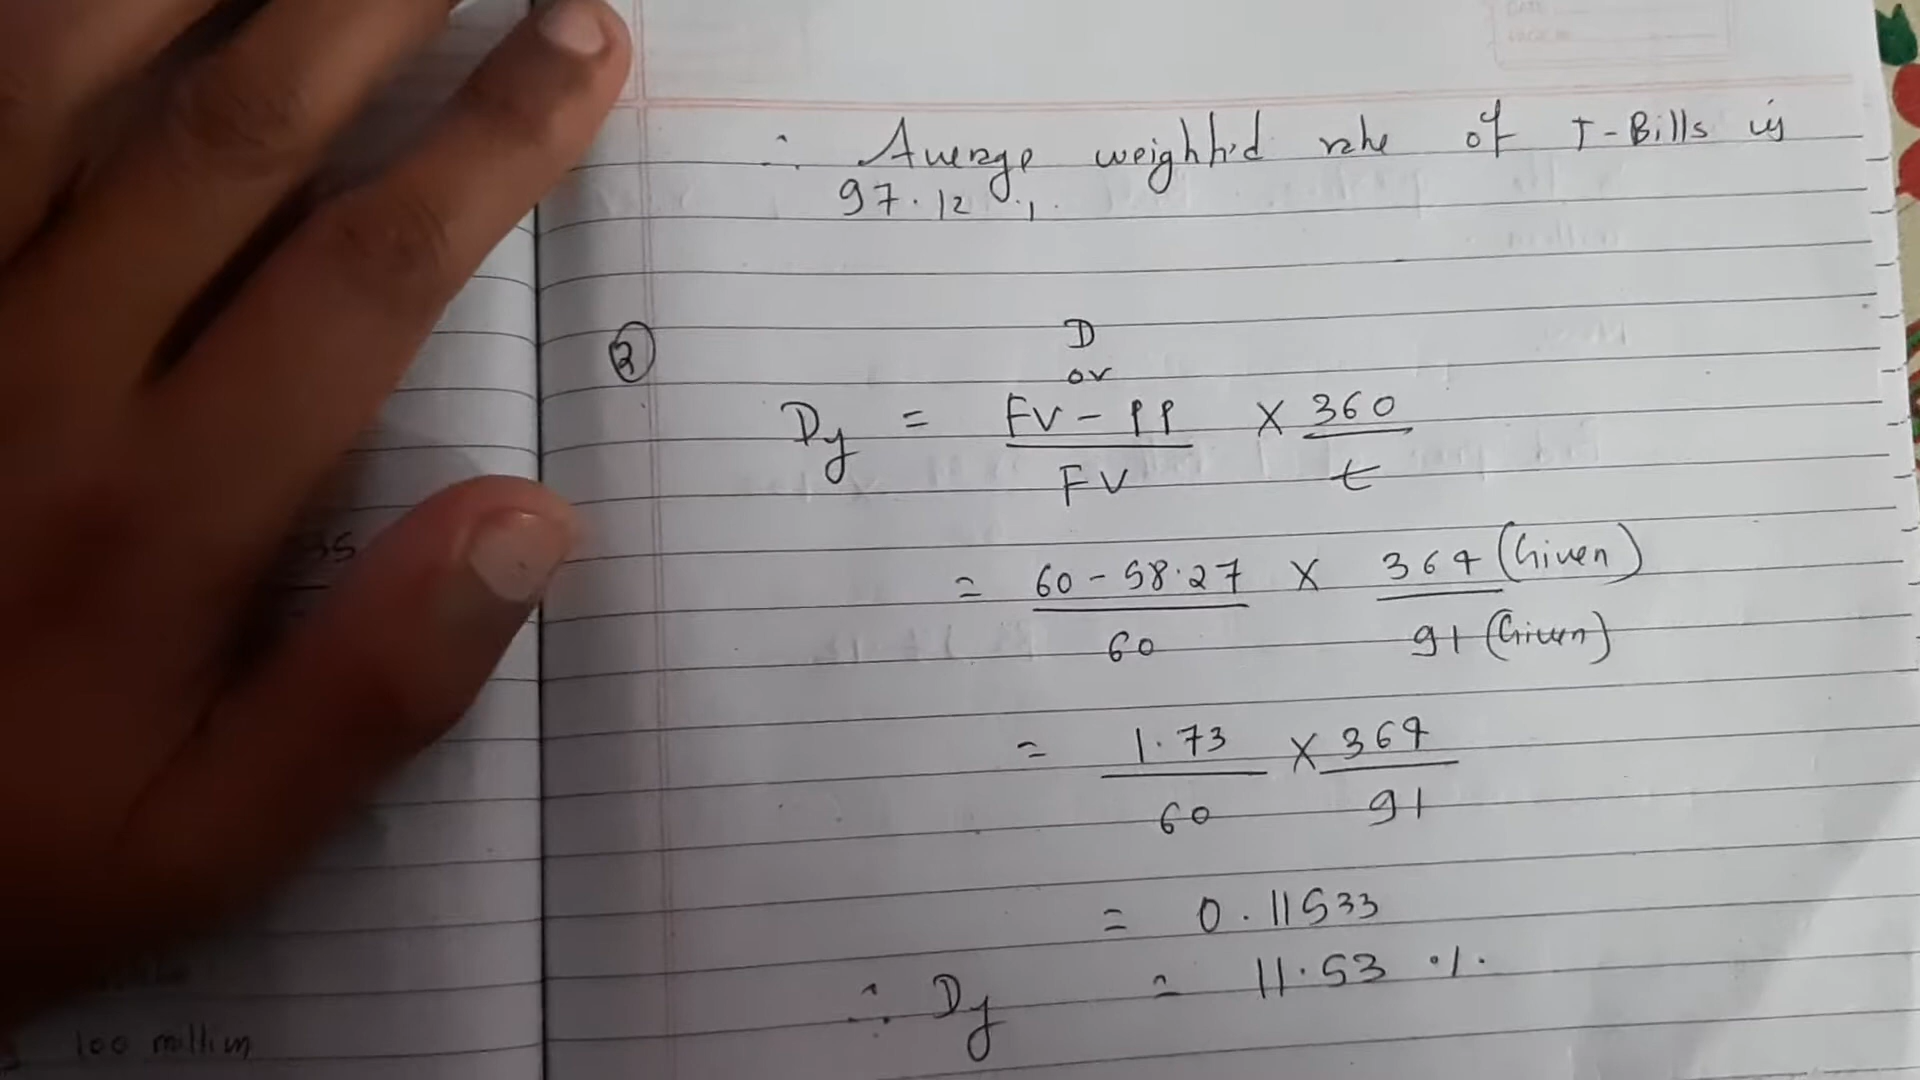 ∴ Average weighted rate of T-Bills is
97.12 %.
②
D
or
Dy = FV - PP / FV × 360 / t
= 60 - 58.27 / 60 × 364 (Given) / 91 (Given)
= 1.73 / 60 × 364 / 91
= 0.11533
∴ Dy = 11.53 %.
100 million